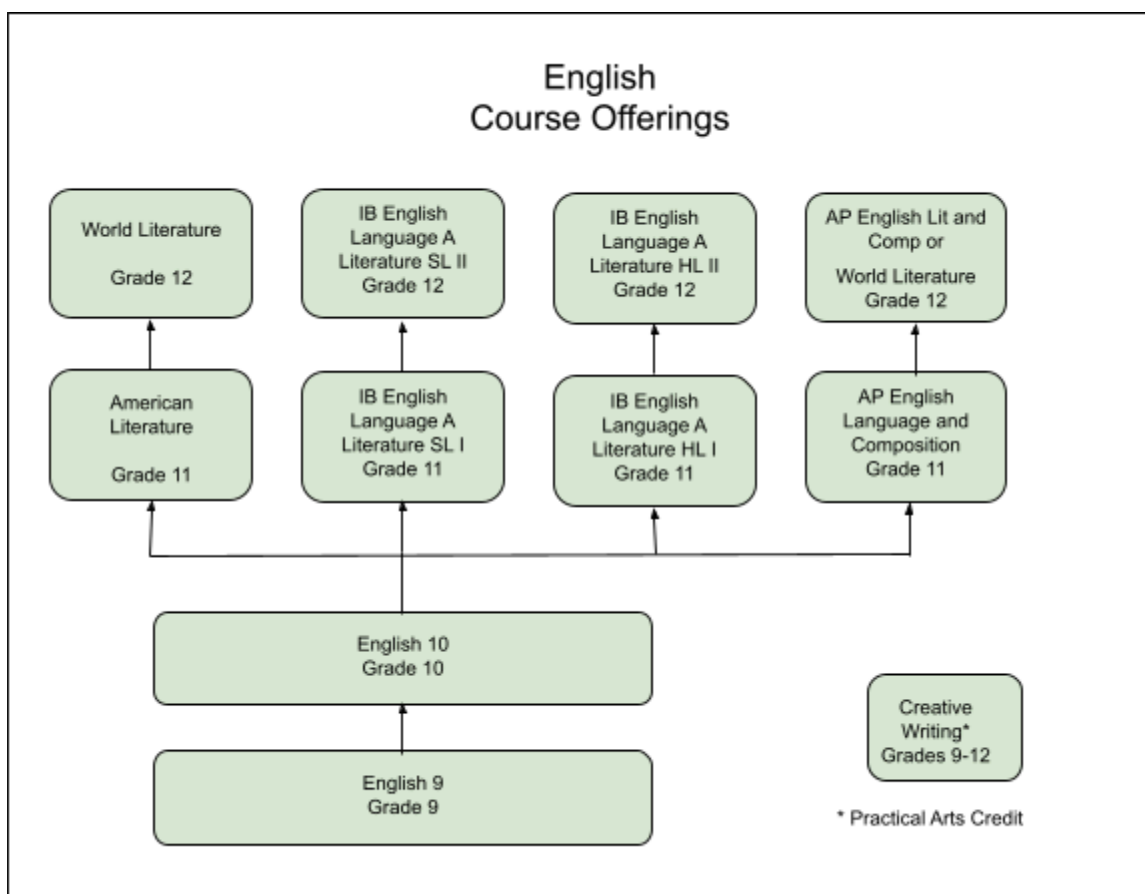 English
Course Offerings
World Literature
Grade 12
IB English
Language A
Literature SL II
Grade 12
IB English
Language A
Literature HL II
Grade 12
AP English Lit and
Comp or
World Literature
Grade 12
American
Literature
Grade 11
IB English
Language A
Literature SL I
Grade 11
IB English
Language A
Literature HL I
Grade 11
AP English
Language and
Composition
Grade 11
English 10
Grade 10
English 9
Grade 9
Creative
Writing*
Grades 9-12
* Practical Arts Credit